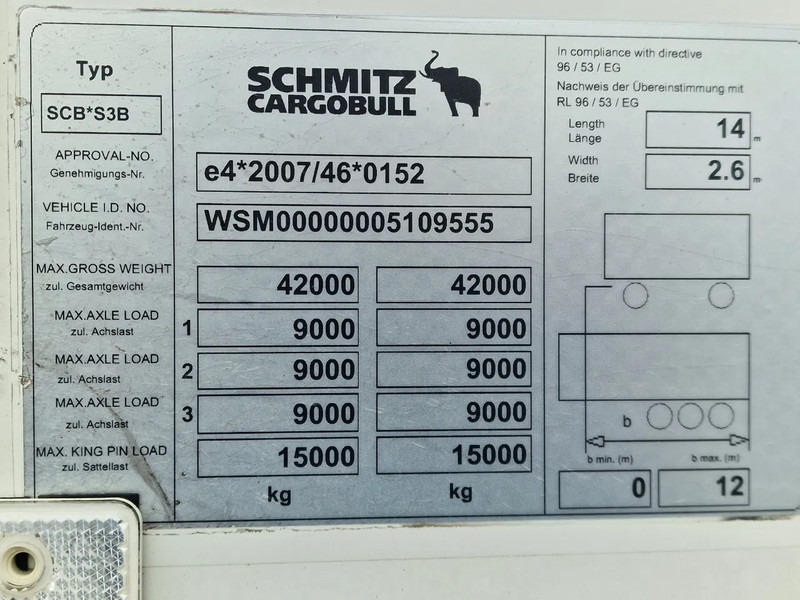 Typ
SCB*S3B
SCHMITZ
CARGOBULL
In compliance with directive
96 / 53 / EG
Nachweis der Übereinstimmung mit
RL 96 / 53 / EG
Length
Länge
14 m
Width
Breite
2.6 m
APPROVAL-NO.
Genehmigungs-Nr.
e4*2007/46*0152
VEHICLE I.D. NO.
Fahrzeug-Ident.-Nr.
WSM00000005109555
MAX.GROSS WEIGHT
zul. Gesamtgewicht
42000 42000
MAX.AXLE LOAD
zul. Achslast
1 9000 9000
MAX.AXLE LOAD
zul. Achslast
2 9000 9000
MAX.AXLE LOAD
zul. Achslast
3 9000 9000
MAX. KING PIN LOAD
zul. Sattellast
15000 15000
kg kg
b
b min. (m) b max. (m)
0 12